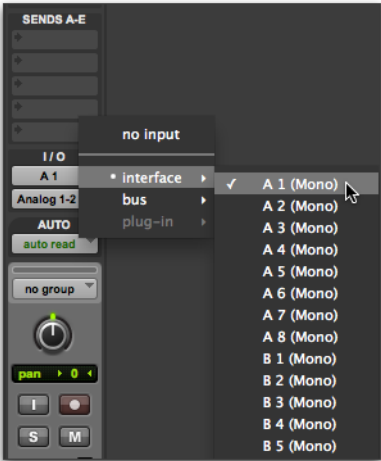 SENDS A-E
I / O
A 1
Analog 1-2
AUTO
auto read
no group
pan 0
I
S M
no input
• interface
bus
plug-in
✓ A 1 (Mono)
A 2 (Mono)
A 3 (Mono)
A 4 (Mono)
A 5 (Mono)
A 6 (Mono)
A 7 (Mono)
A 8 (Mono)
B 1 (Mono)
B 2 (Mono)
B 3 (Mono)
B 4 (Mono)
B 5 (Mono)